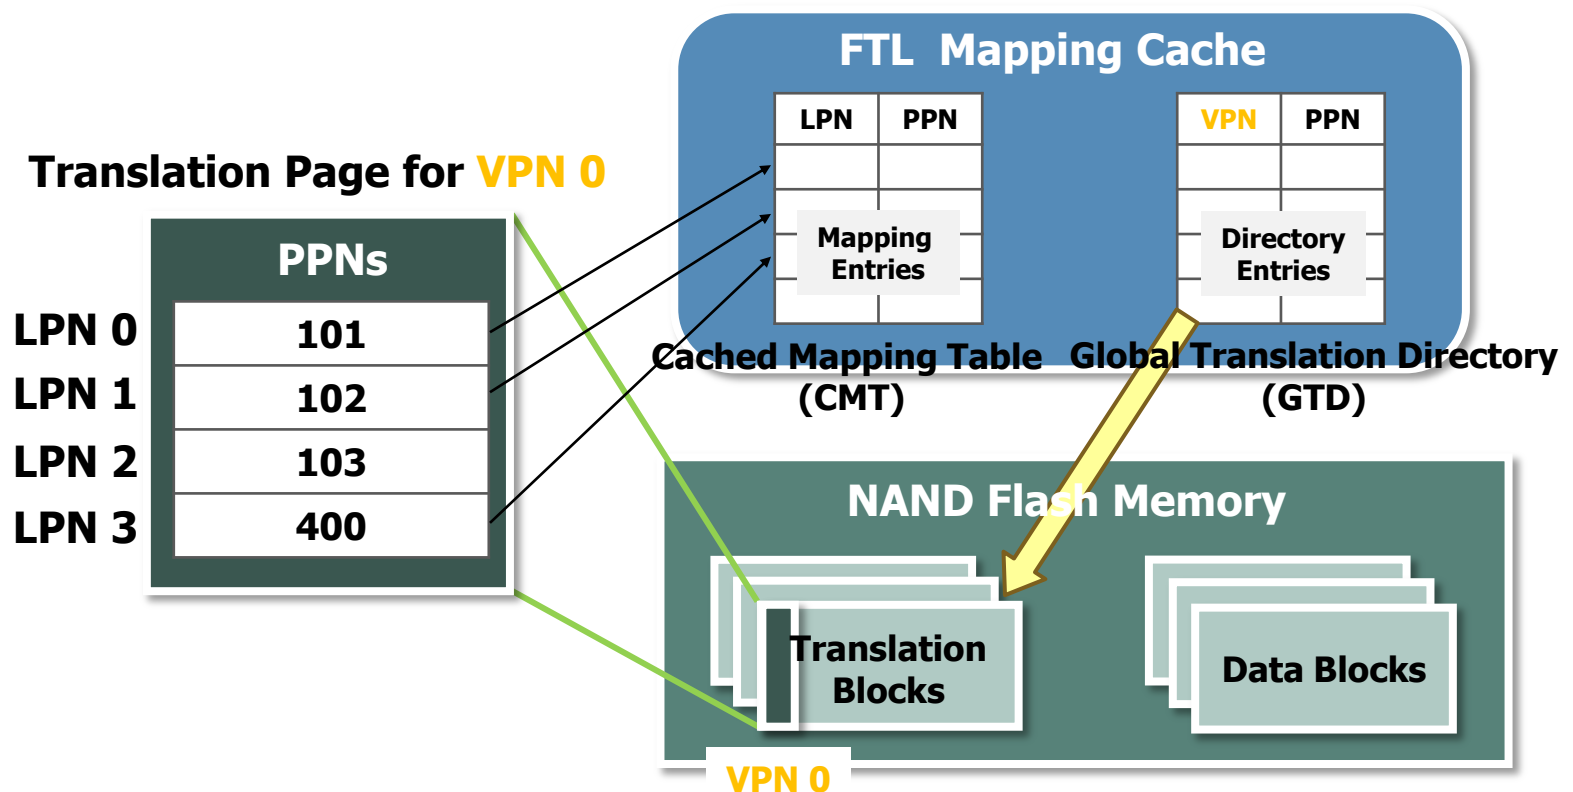 FTL Mapping Cache
LPN PPN
VPN PPN
Mapping
Entries
Directory
Entries
Cached Mapping Table
(CMT)
Global Translation Directory
(GTD)
Translation Page for VPN 0
PPNs
LPN 0 101
LPN 1 102
LPN 2 103
LPN 3 400
NAND Flash Memory
Translation
Blocks
Data Blocks
VPN 0